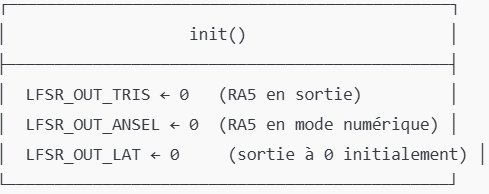 init()
LFSR_OUT_TRIS ← 0 (RA5 en sortie)
LFSR_OUT_ANSEL ← 0 (RA5 en mode numérique)
LFSR_OUT_LAT ← 0 (sortie à 0 initialement)